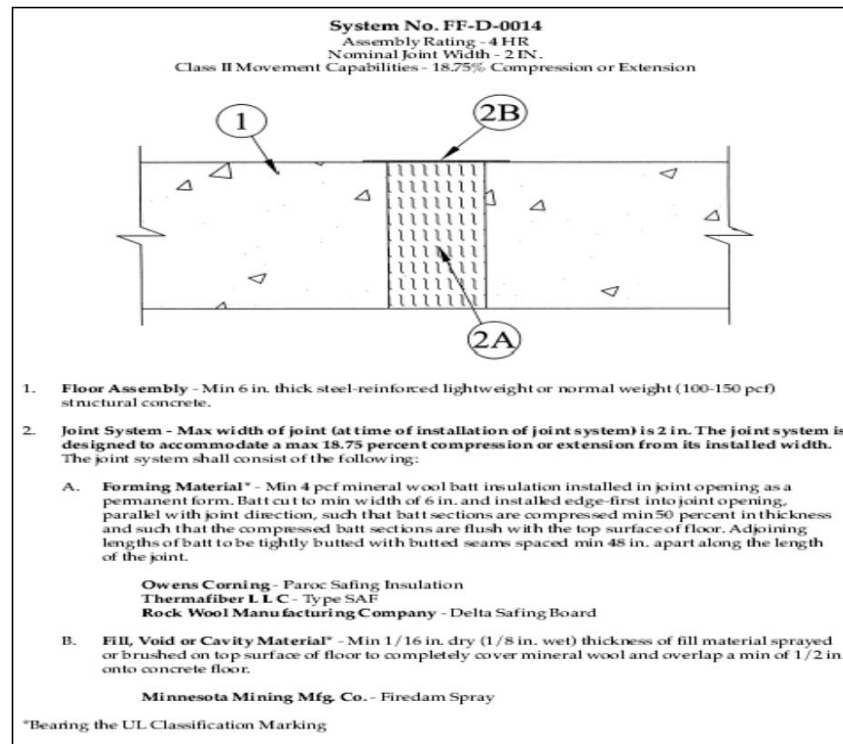 System No. FF-D-0014
Assembly Rating - 4 HR
Nominal Joint Width - 2 IN.
Class II Movement Capabilities - 18.75% Compression or Extension
1
2B
2A
1. Floor Assembly - Min 6 in. thick steel-reinforced lightweight or normal weight (100-150 pcf)
structural concrete.
2. Joint System - Max width of joint (at time of installation of joint system) is 2 in. The joint system is
designed to accommodate a max 18.75 percent compression or extension from its installed width.
The joint system shall consist of the following:
A. Forming Material* - Min 4 pcf mineral wool batt insulation installed in joint opening as a
permanent form. Batt cut to min width of 6 in. and installed edge-first into joint opening,
parallel with joint direction, such that batt sections are compressed min 50 percent in thickness
and such that the compressed batt sections are flush with the top surface of floor. Adjoining
lengths of batt to be tightly butted with butted seams spaced min 48 in. apart along the length
of the joint.
Owens Corning - Paroc Safing Insulation
Thermafiber L L C - Type SAF
Rock Wool Manufacturing Company - Delta Safing Board
B. Fill, Void or Cavity Material* - Min 1/16 in. dry (1/8 in. wet) thickness of fill material sprayed
or brushed on top surface of floor to completely cover mineral wool and overlap a min of 1/2 in.
onto concrete floor.
Minnesota Mining Mfg. Co. - Firedam Spray
*Bearing the UL Classification Marking